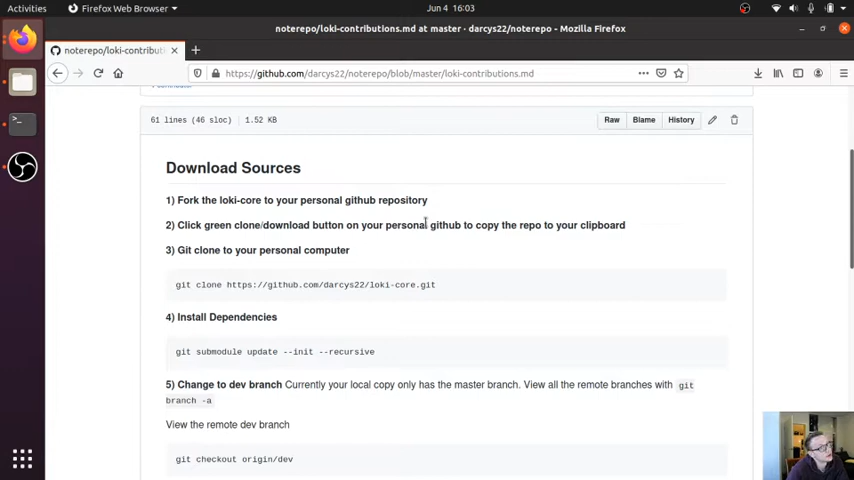 Activities
Firefox Web Browser
Jun 4 16:03
noterepo/loki-contributions.md at master · darcys22/noterepo - Mozilla Firefox
noterepo/loki-contributi
https://github.com/darcys22/noterepo/blob/master/loki-contributions.md
61 lines (46 sloc) 1.52 KB
Raw
Blame
History
Download Sources
1) Fork the loki-core to your personal github repository
2) Click green clone/download button on your personal github to copy the repo to your clipboard
3) Git clone to your personal computer
git clone https://github.com/darcys22/loki-core.git
4) Install Dependencies
git submodule update --init --recursive
5) Change to dev branch Currently your local copy only has the master branch. View all the remote branches with git
branch -a
View the remote dev branch
git checkout origin/dev